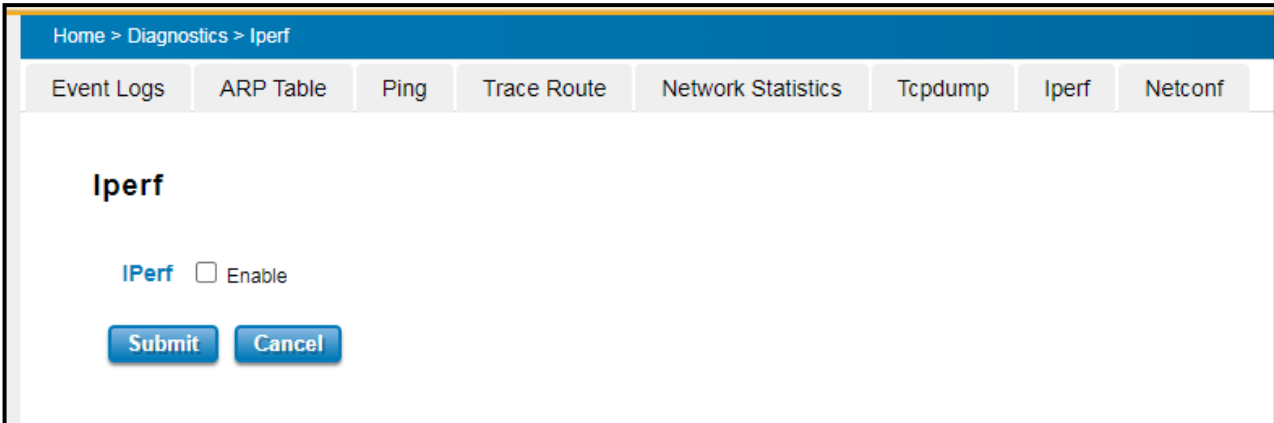 Home > Diagnostics > Iperf
Event Logs ARP Table Ping Trace Route Network Statistics Tcpdump Iperf Netconf
Iperf
IPerf Enable
Submit Cancel